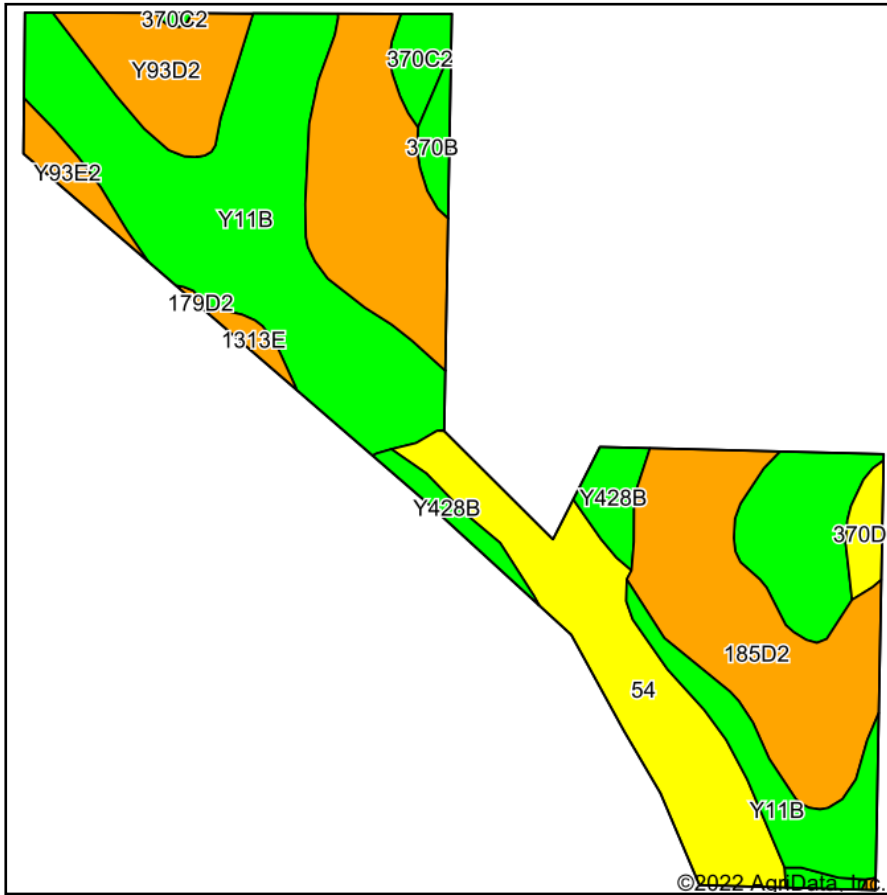 370C2
Y93D2
370C2
370B
Y93E2
Y11B
179D2
1313E
Y428B
Y428B
370D
185D2
54
Y11B
©2022 AgriData, Inc.